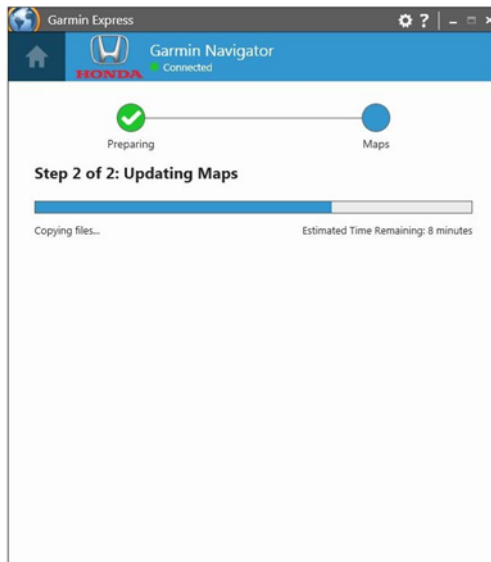 Garmin Express
Garmin Navigator
Connected
HONDA
Preparing
Maps
Step 2 of 2: Updating Maps
Copying files...
Estimated Time Remaining: 8 minutes